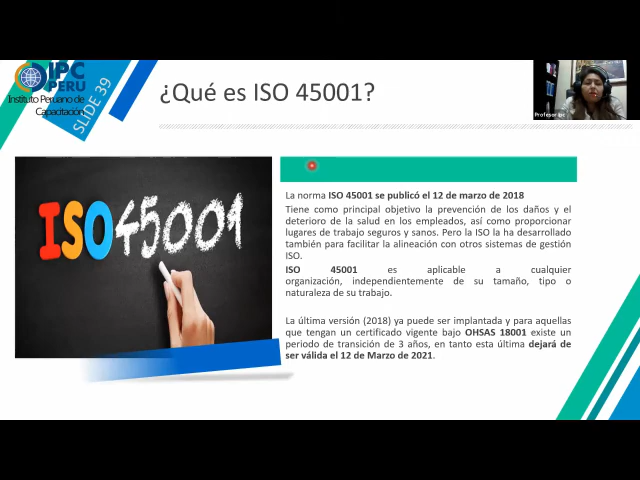 IPC
PERU
Instituto Peruano de
Capacitación
SLIDE 39
¿Qué es ISO 45001?
ISO 45001
La norma ISO 45001 se publicó el 12 de marzo de 2018
Tiene como principal objetivo la prevención de los daños y el
deterioro de la salud en los empleados, así como proporcionar
lugares de trabajo seguros y sanos. Pero la ISO la ha desarrollado
también para facilitar la alineación con otros sistemas de gestión
ISO.
ISO 45001 es aplicable a cualquier
organización, independientemente de su tamaño, tipo o
naturaleza de su trabajo.
La última versión (2018) ya puede ser implantada y para aquellas
que tengan un certificado vigente bajo OHSAS 18001 existe un
periodo de transición de 3 años, en tanto esta última dejará de
ser válida el 12 de Marzo de 2021.